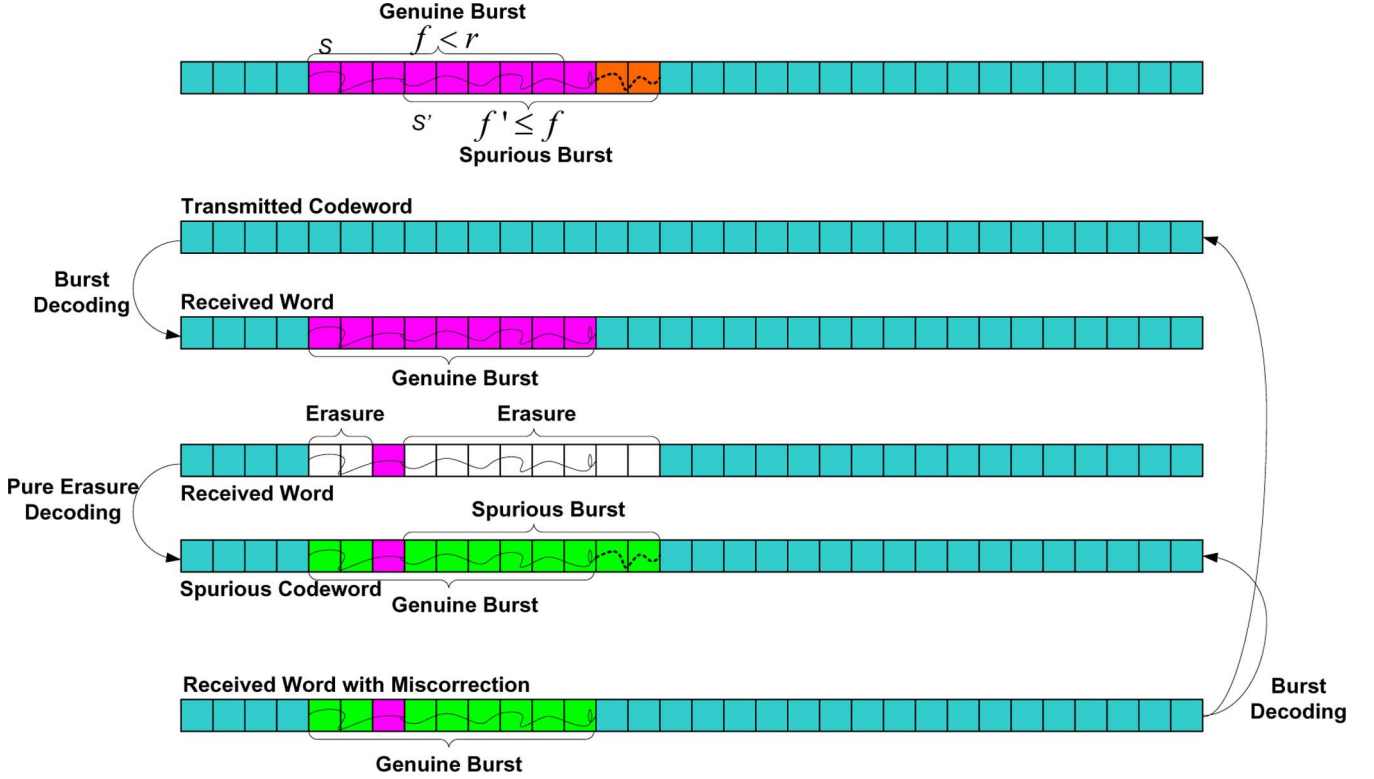 Genuine Burst
S f < r
S' f ' ≤ f
Spurious Burst
Transmitted Codeword
Burst
Decoding
Received Word
Genuine Burst
Erasure Erasure
Pure Erasure
Decoding
Received Word
Spurious Burst
Spurious Codeword
Genuine Burst
Received Word with Miscorrection
Burst
Decoding
Genuine Burst